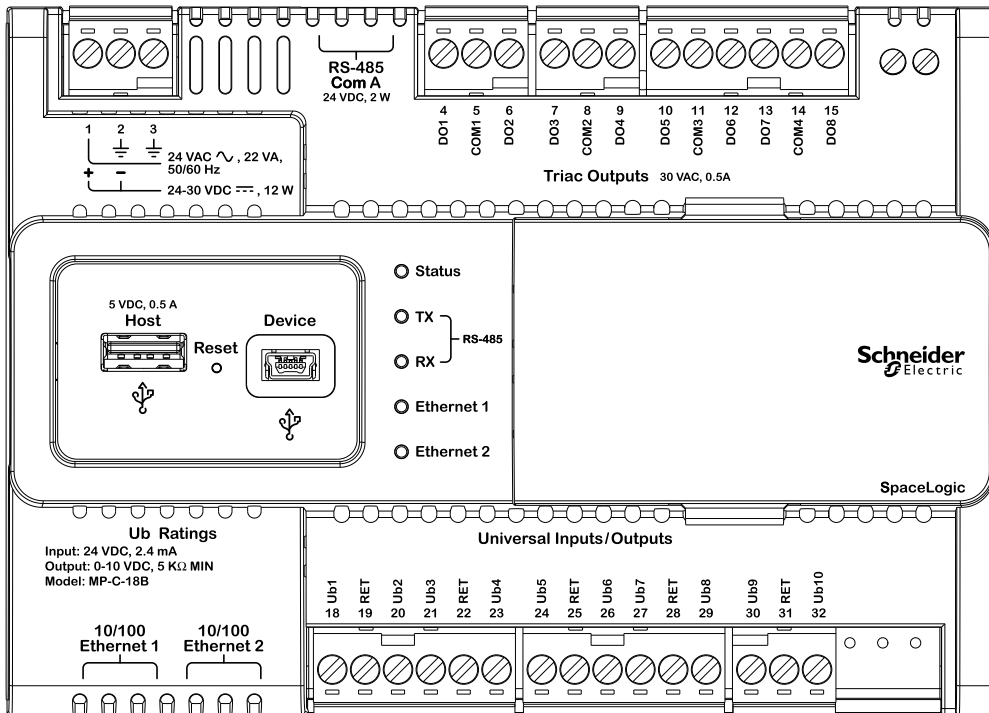 RS-485
Com A
24 VDC, 2 W
4 5 6 7 8 9 10 11 12 13 14 15
DO1 COM1 DO2 DO3 COM2 DO4 DO5 COM3 DO6 DO7 COM4 DO8
Triac Outputs 30 VAC, 0.5A
1 2 3
24 VAC, 22 VA,
50/60 Hz
+ −
24-30 VDC, 12 W
5 VDC, 0.5 A
Host
Reset
Device
Status
TX
RX
RS-485
Ethernet 1
Ethernet 2
Schneider
Electric
SpaceLogic
Ub Ratings
Input: 24 VDC, 2.4 mA
Output: 0-10 VDC, 5 KΩ MIN
Model: MP-C-18B
Universal Inputs/Outputs
Ub1 RET Ub2 Ub3 RET Ub4 Ub5 RET Ub6 Ub7 RET Ub8 Ub9 RET Ub10
18 19 20 21 22 23 24 25 26 27 28 29 30 31 32
10/100
Ethernet 1
10/100
Ethernet 2